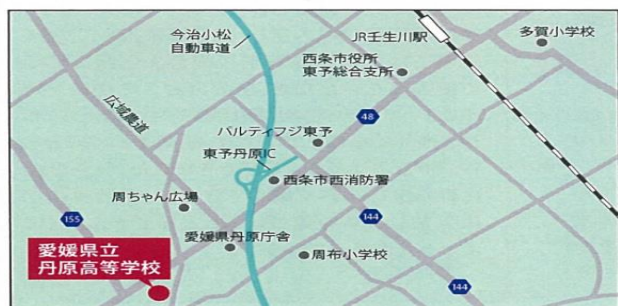 今治小松
自動車道
JR壬生川駅
多賀小学校
西条市役所
東予総合支所
広域農道
48
パルティフジ東予
東予丹原IC
西条市西消防署
周ちゃん広場
155
144
愛媛県丹原庁舎
周布小学校
愛媛県立
丹原高等学校
144